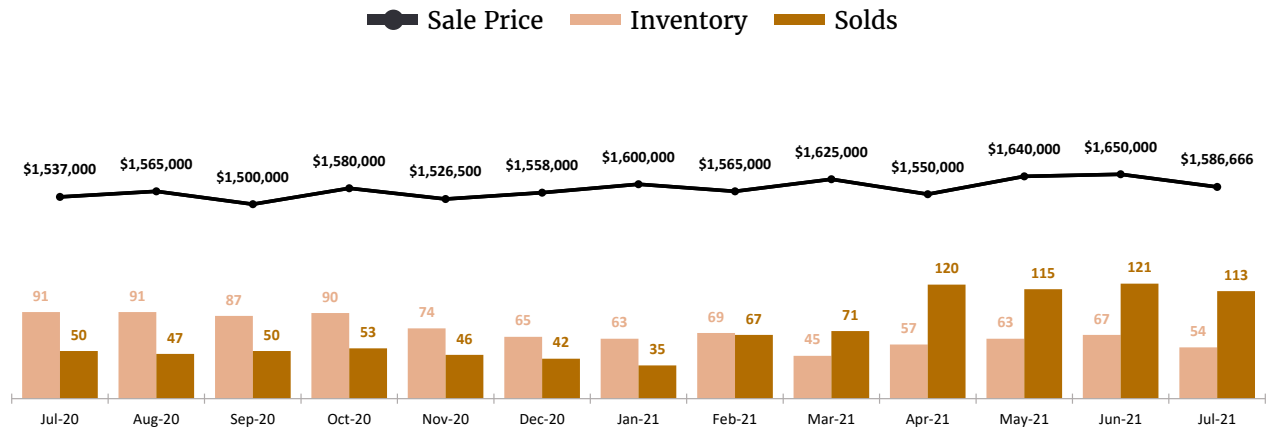 Sale Price Inventory Solds
$1,537,000 $1,565,000 $1,500,000 $1,580,000 $1,526,500 $1,558,000 $1,600,000 $1,565,000 $1,625,000 $1,550,000 $1,640,000 $1,650,000 $1,586,666
91 50 91 47 87 50 90 53 74 46 65 42 63 35 69 67 45 71 57 120 63 115 67 121 54 113
Jul-20 Aug-20 Sep-20 Oct-20 Nov-20 Dec-20 Jan-21 Feb-21 Mar-21 Apr-21 May-21 Jun-21 Jul-21